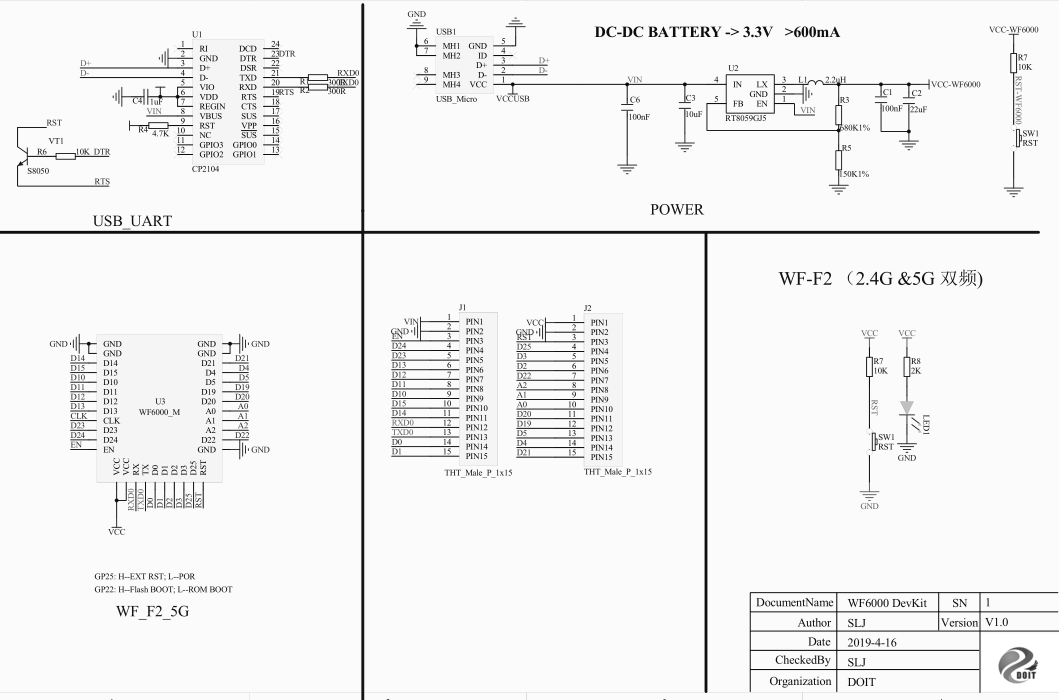 U1
1 RI DCD 24
2 GND DTR 23 DTR
D+ 3 D+ DSR 22
D- 4 D- TXD 21 RXD0
5 VIO RXD 20 R1 300R TXD0
6 VDD RTS 19 RTS R2 300R
C4 1uF 7 REGIN CTS 18
VIN 8 VBUS SUS 17
R4 4.7K 9 RST VPP 16
10 NC SUS 15
11 GPIO3 GPIO0 14
12 GPIO2 GPIO1 13
CP2104
RST
VT1
R6 10K DTR
S8050
RTS
USB_UART
DC-DC BATTERY -> 3.3V >600mA
GND
USB1
6 MH1 GND 5
7 MH2 ID 4
D+ 3 D+
8 MH3 D- 2 D-
9 MH4 VCC 1
USB_Micro VCCUSB
VIN
C6
100nF
C3
10uF
U2
4 IN LX 3
GND 2
5 FB EN 1
VIN
RT8059GJ5
L1 2.2uH
R3
680K1%
R5
150K1%
C1
100nF
C2
22uF
VCC-WF6000
VCC-WF6000
R7
10K
RST-WF6000
SW1
RST
POWER
GND GND GND GND
GND GND
D14 D14 D21 D21
D15 D15 D4 D4
D10 D10 D5 D5
D11 D11 D19 D19
D12 D12 D20 D20
D13 D13 A0 A0
CLK CLK A1 A1
D23 D23 A2 A2
D24 D24 D22 D22
EN EN GND GND
U3
WF6000_M
VCC VCC RX TX D0 D1 D2 D3 D25 RST
RXD0 TXD0 D0 D1 D2 D3 D25 RST
VCC
GP25: H--EXT RST; L--POR
GP22: H--Flash BOOT; L--ROM BOOT
WF_F2_5G
J1
VIN 1 PIN1
GND 2 PIN2
EN 3 PIN3
D24 4 PIN4
D23 5 PIN5
D13 6 PIN6
D12 7 PIN7
D11 8 PIN8
D10 9 PIN9
D15 10 PIN10
D14 11 PIN11
RXD0 12 PIN12
TXD0 13 PIN13
D0 14 PIN14
D1 15 PIN15
THT_Male_P_1x15
J2
VCC 1 PIN1
GND 2 PIN2
RST 3 PIN3
D25 4 PIN4
D3 5 PIN5
D2 6 PIN6
D22 7 PIN7
A2 8 PIN8
A1 9 PIN9
A0 10 PIN10
D20 11 PIN11
D19 12 PIN12
D5 13 PIN13
D4 14 PIN14
D21 15 PIN15
THT_Male_P_1x15
WF-F2 （2.4G &5G 双频)
VCC VCC
R7 R8
10K 2K
RST
LED1
SW1
RST
GND
GND
DocumentName WF6000 DevKit SN 1
Author SLJ Version V1.0
Date 2019-4-16
CheckedBy SLJ
Organization DOIT
DOIT